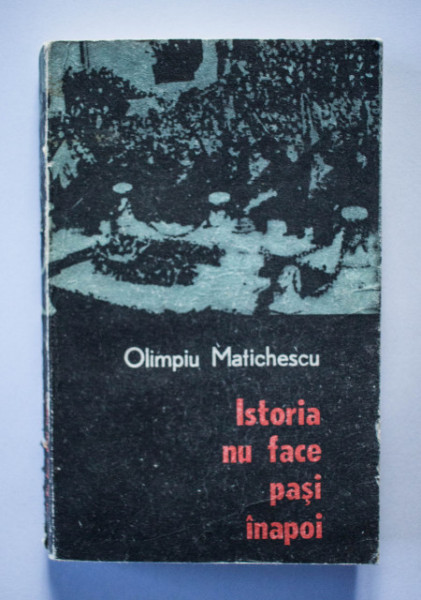 Olimpiu Matichescu
Istoria
nu face
pași
înapoi